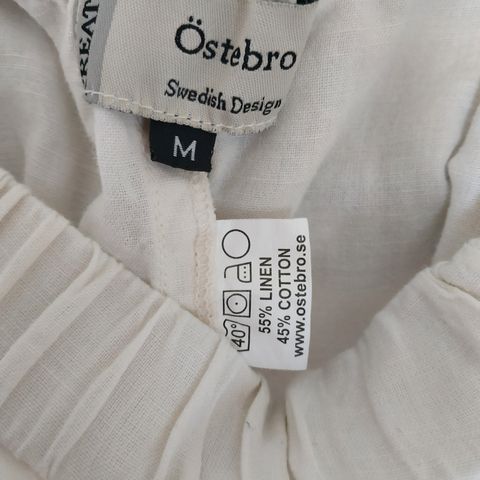 Östebro
Swedish Design
M
40°
55% LINEN
45% COTTON
www.ostebro.se